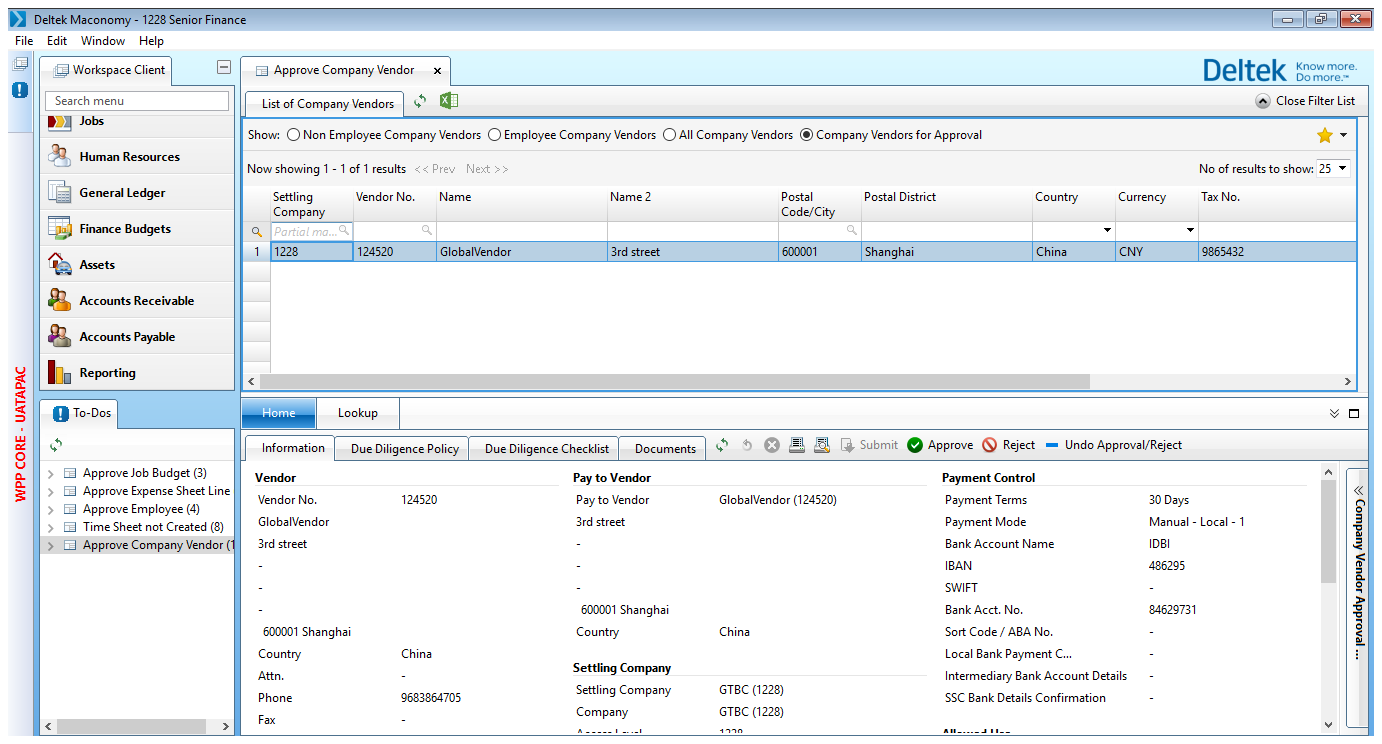 Deltek Maconomy - 1228 Senior Finance
File Edit Window Help
Workspace Client
Search menu
Jobs
Human Resources
General Ledger
Finance Budgets
Assets
Accounts Receivable
Accounts Payable
Reporting
WPP CORE - UATAPAC
To-Dos
Approve Job Budget (3)
Approve Expense Sheet Line
Approve Employee (4)
Time Sheet not Created (8)
Approve Company Vendor (1
Approve Company Vendor x
Deltek Know more.
Do more.™
List of Company Vendors
Close Filter List
Show: Non Employee Company Vendors Employee Company Vendors All Company Vendors Company Vendors for Approval
Now showing 1 - 1 of 1 results << Prev Next >> No of results to show: 25
Settling Company Vendor No. Name Name 2 Postal Code/City Postal District Country Currency Tax No.
Partial ma...
1 1228 124520 GlobalVendor 3rd street 600001 Shanghai China CNY 9865432
Home Lookup
Information Due Diligence Policy Due Diligence Checklist Documents Submit Approve Reject Undo Approval/Reject
Vendor
Vendor No. 124520
GlobalVendor
3rd street
-
-
-
600001 Shanghai
Country China
Attn. -
Phone 9683864705
Fax -
Pay to Vendor
Pay to Vendor GlobalVendor (124520)
3rd street
-
-
600001 Shanghai
Country China
Settling Company
Settling Company GTBC (1228)
Company GTBC (1228)
Access Level 1228
Payment Control
Payment Terms 30 Days
Payment Mode Manual - Local - 1
Bank Account Name IDBI
IBAN 486295
SWIFT -
Bank Acct. No. 84629731
Sort Code / ABA No. -
Local Bank Payment C... -
Intermediary Bank Account Details -
SSC Bank Details Confirmation -
Allowed Use
Company Vendor Approval ...